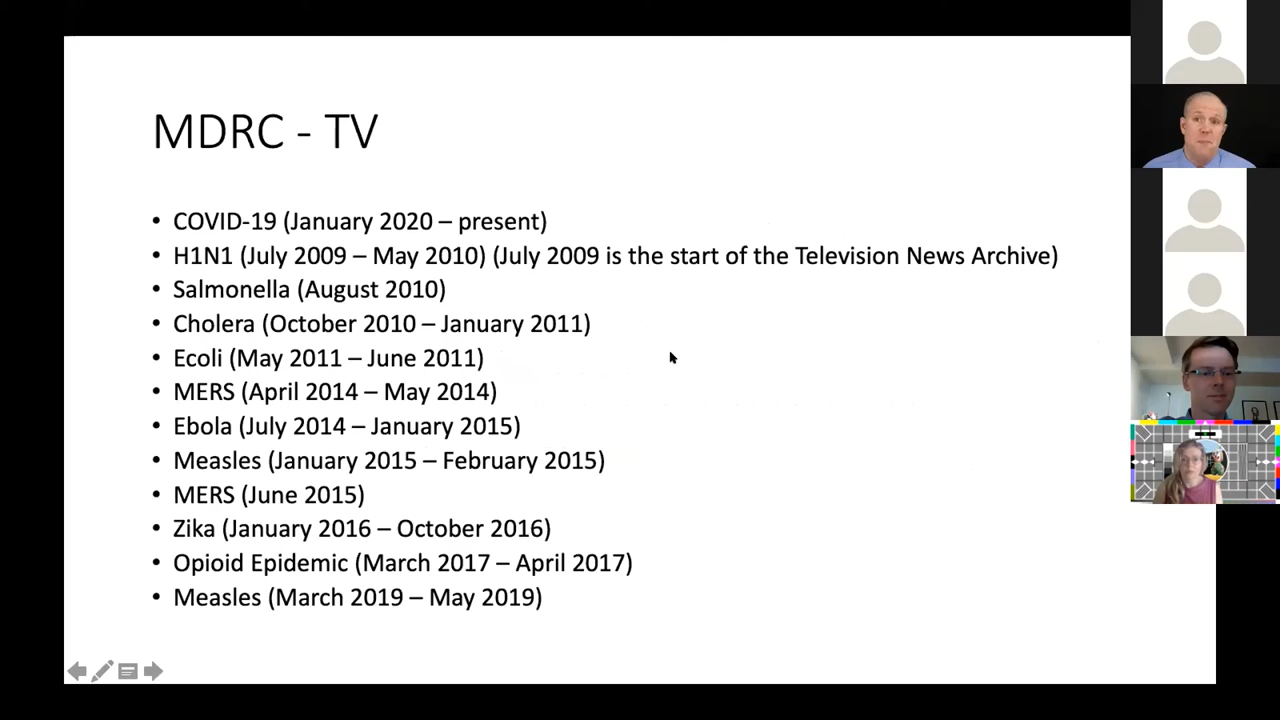 MDRC - TV
• COVID-19 (January 2020 – present)
• H1N1 (July 2009 – May 2010) (July 2009 is the start of the Television News Archive)
• Salmonella (August 2010)
• Cholera (October 2010 – January 2011)
• Ecoli (May 2011 – June 2011)
• MERS (April 2014 – May 2014)
• Ebola (July 2014 – January 2015)
• Measles (January 2015 – February 2015)
• MERS (June 2015)
• Zika (January 2016 – October 2016)
• Opioid Epidemic (March 2017 – April 2017)
• Measles (March 2019 – May 2019)